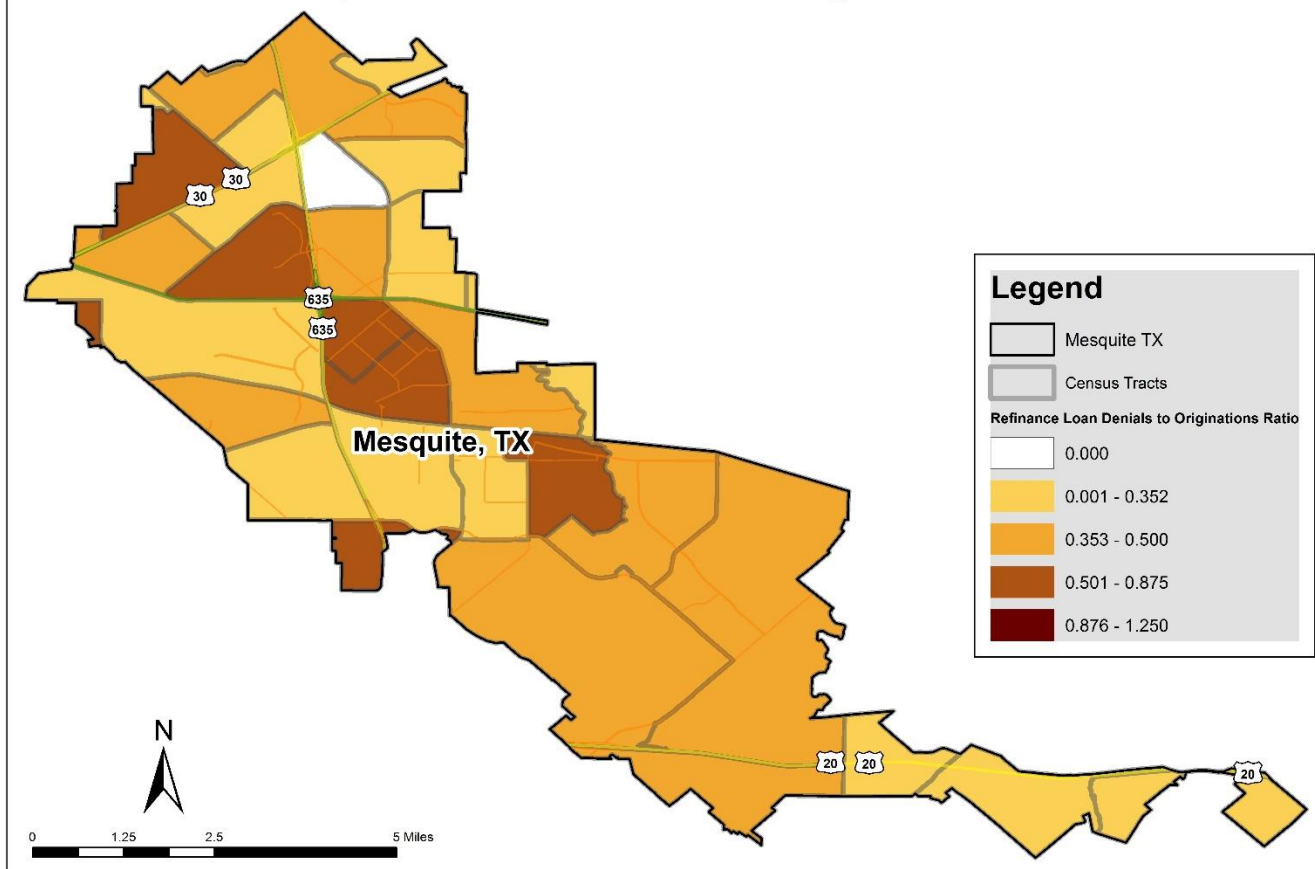 30
30
635
635
Mesquite, TX
20
20
20
Legend
Mesquite TX
Census Tracts
Refinance Loan Denials to Originations Ratio
0.000
0.001 - 0.352
0.353 - 0.500
0.501 - 0.875
0.876 - 1.250
N
0 1.25 2.5 5 Miles